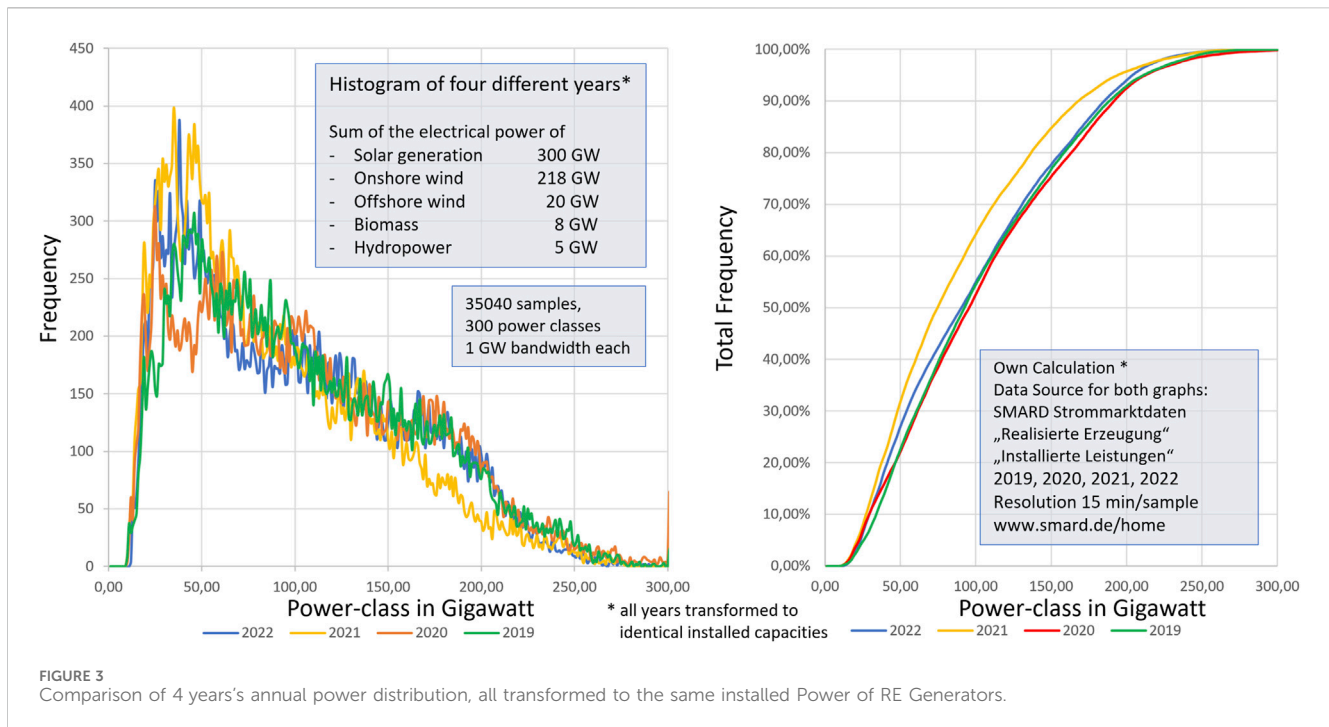 450
400
350
300
250
200
150
100
50
0
Frequency
0,00 50,00 100,00 150,00 200,00 250,00 300,00
Power-class in Gigawatt
2022 2021 2020 2019
Histogram of four different years*
Sum of the electrical power of
- Solar generation 300 GW
- Onshore wind 218 GW
- Offshore wind 20 GW
- Biomass 8 GW
- Hydropower 5 GW
35040 samples,
300 power classes
1 GW bandwidth each
* all years transformed to
identical installed capacities
100,00%
90,00%
80,00%
70,00%
60,00%
50,00%
40,00%
30,00%
20,00%
10,00%
0,00%
Total Frequency
0,00 50,00 100,00 150,00 200,00 250,00 300,00
Power-class in Gigawatt
2022 2021 2020 2019
Own Calculation *
Data Source for both graphs:
SMARD Strommarktdaten
„Realisierte Erzeugung“
„Installierte Leistungen“
2019, 2020, 2021, 2022
Resolution 15 min/sample
www.smard.de/home
FIGURE 3
Comparison of 4 years's annual power distribution, all transformed to the same installed Power of RE Generators.